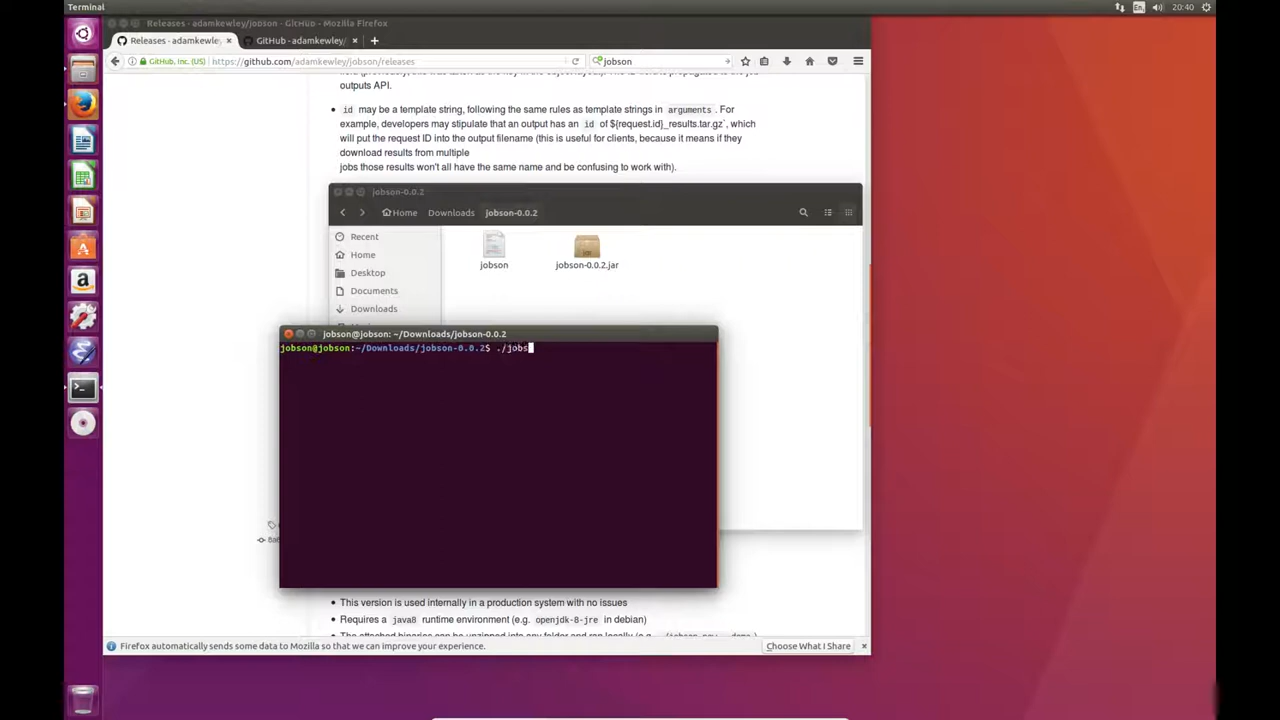 Terminal
En
20:40
Releases - adamkewley/jobson - GitHub - Mozilla Firefox
Releases - adamkewley
GitHub - adamkewley/
GitHub, Inc. (US)
https://github.com/adamkewley/jobson/releases
jobson
outputs API.
id may be a template string, following the same rules as template strings in arguments . For
example, developers may stipulate that an output has an id of ${request.id}_results.tar.gz`, which
will put the request ID into the output filename (this is useful for clients, because it means if they
download results from multiple
jobs those results won't all have the same name and be confusing to work with).
jobson-0.0.2
Home
Downloads
jobson-0.0.2
Recent
Home
Desktop
Documents
Downloads
jobson
jobson-0.0.2.jar
jobson@jobson: ~/Downloads/jobson-0.0.2
jobson@jobson:~/Downloads/jobson-0.0.2$ ./jobs
This version is used internally in a production system with no issues
Requires a java8 runtime environment (e.g. openjdk-8-jre in debian)
Firefox automatically sends some data to Mozilla so that we can improve your experience.
Choose What I Share